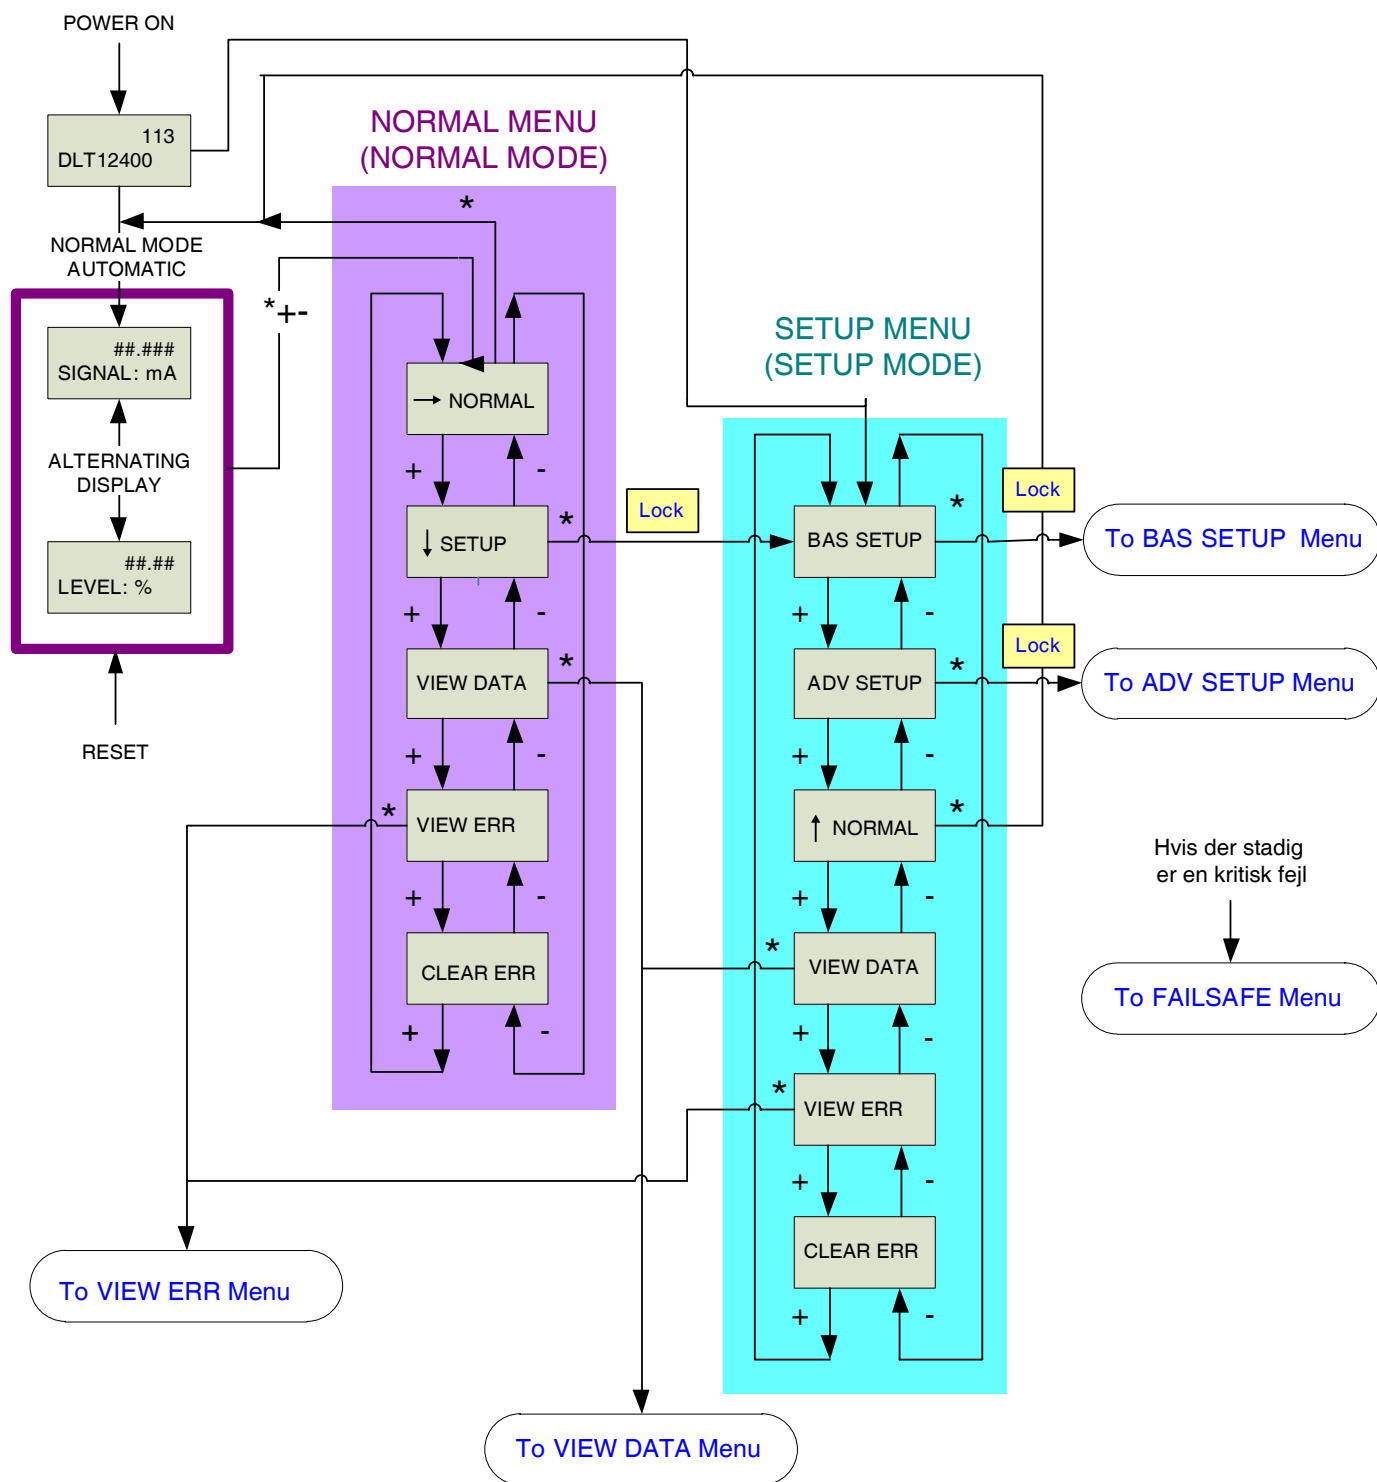 POWER ON
113
DLT12400
NORMAL MODE
AUTOMATIC
##.###
SIGNAL: mA
ALTERNATING
DISPLAY
##.##
LEVEL: %
RESET
*+-
NORMAL MENU
(NORMAL MODE)
*
→ NORMAL
+ -
↓ SETUP
*
Lock
+ -
VIEW DATA
*
+ -
VIEW ERR
*
+ -
CLEAR ERR
+ -
SETUP MENU
(SETUP MODE)
BAS SETUP
*
Lock
To BAS SETUP Menu
+ -
ADV SETUP
*
Lock
To ADV SETUP Menu
+ -
↑ NORMAL
*
+ -
VIEW DATA
*
+ -
VIEW ERR
*
+ -
CLEAR ERR
+ -
Hvis der stadig
er en kritisk fejl
To FAILSAFE Menu
To VIEW ERR Menu
To VIEW DATA Menu